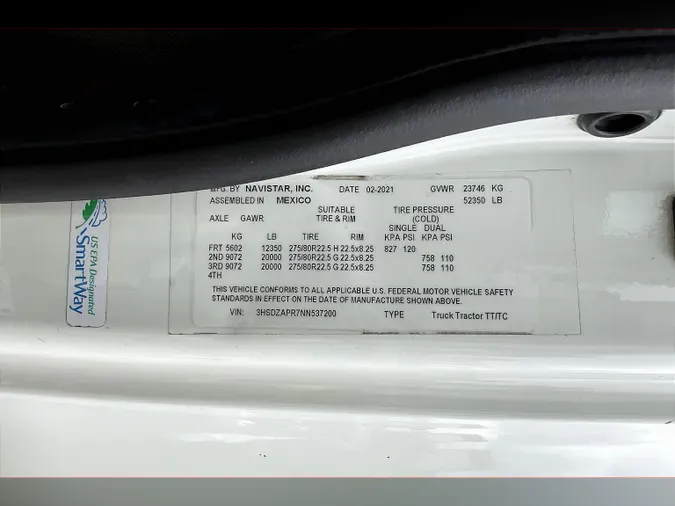 MFG. BY NAVISTAR, INC. DATE 02-2021 GVWR 23746 KG
ASSEMBLED IN MEXICO 52350 LB
SUITABLE TIRE PRESSURE
AXLE GAWR TIRE & RIM (COLD)
SINGLE DUAL
KG LB TIRE RIM KPA PSI KPA PSI
FRT 5602 12350 275/80R22.5 H 22.5x8.25 827 120
2ND 9072 20000 275/80R22.5 G 22.5x8.25 758 110
3RD 9072 20000 275/80R22.5 G 22.5x8.25 758 110
4TH
THIS VEHICLE CONFORMS TO ALL APPLICABLE U.S. FEDERAL MOTOR VEHICLE SAFETY
STANDARDS IN EFFECT ON THE DATE OF MANUFACTURE SHOWN ABOVE.
VIN: 3HSDZAPR7NN537200 TYPE Truck Tractor TT/TC
US EPA Certified
SmartWay